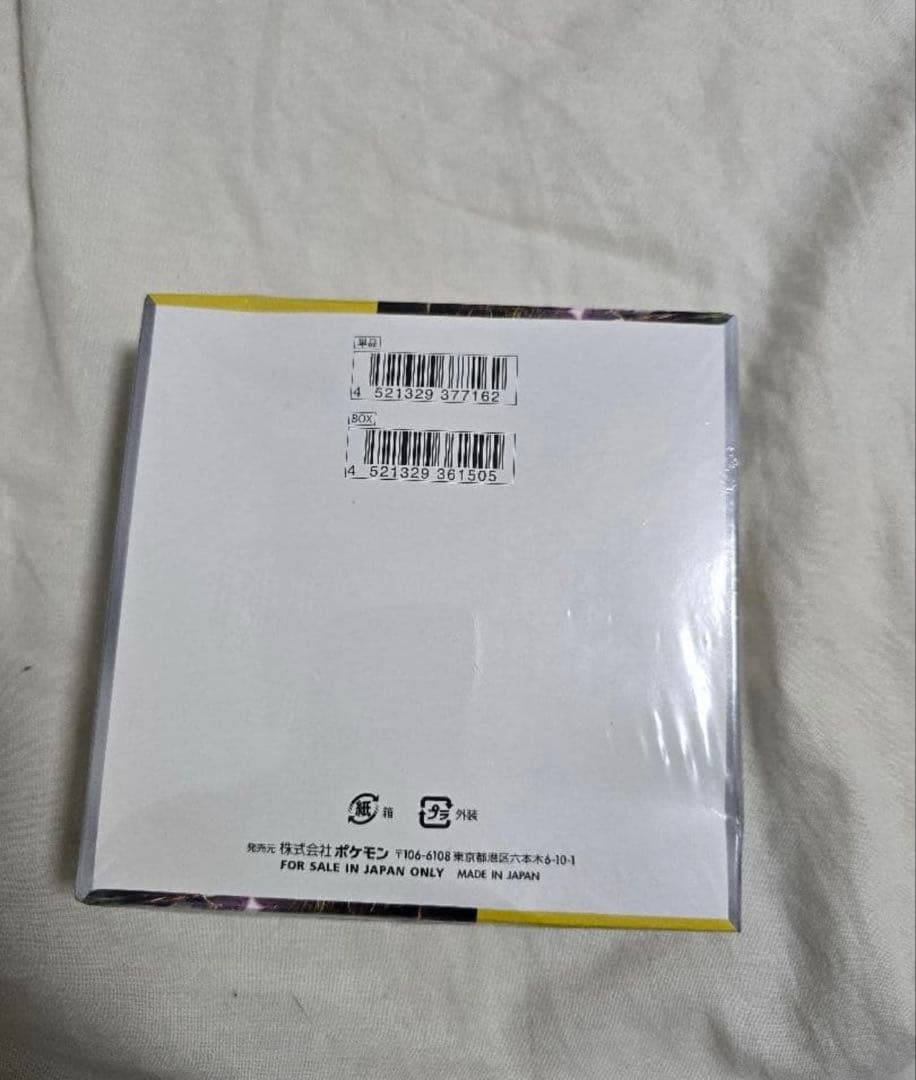 単品
4 521329 377162
BOX
4 521329 361505
紙 箱
プラ 外装
発売元 株式会社 ポケモン 〒106-6108 東京都港区六本木6-10-1
FOR SALE IN JAPAN ONLY MADE IN JAPAN